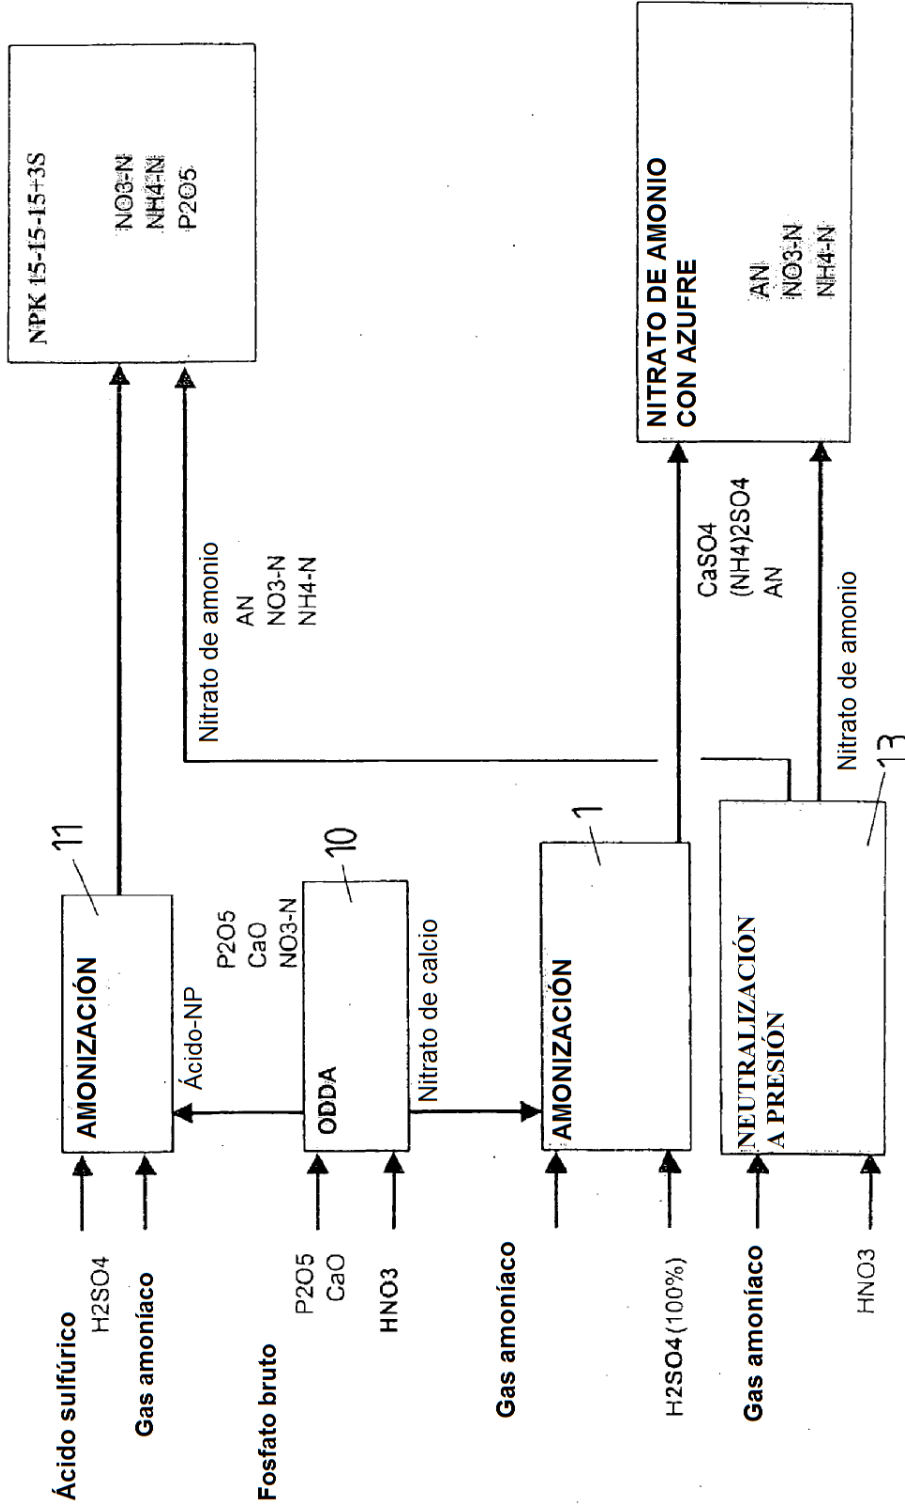 Ácido sulfúrico
H2SO4
Gas amoníaco
AMONIZACIÓN
11
NPK 15-15-15+3S
NO3-N
NH4-N
P2O5
Ácido-NP
P2O5
CaO
NO3-N
Nitrato de amonio
AN
NO3-N
NH4-N
Fosfato bruto
P2O5
CaO
HNO3
ODDA
10
Nitrato de calcio
Gas amoníaco
H2SO4(100%)
AMONIZACIÓN
1
CaSO4
(NH4)2SO4
AN
NITRATO DE AMONIO
CON AZUFRE
AN
NO3-N
NH4-N
Gas amoníaco
HNO3
NEUTRALIZACIÓN
A PRESIÓN
13
Nitrato de amonio